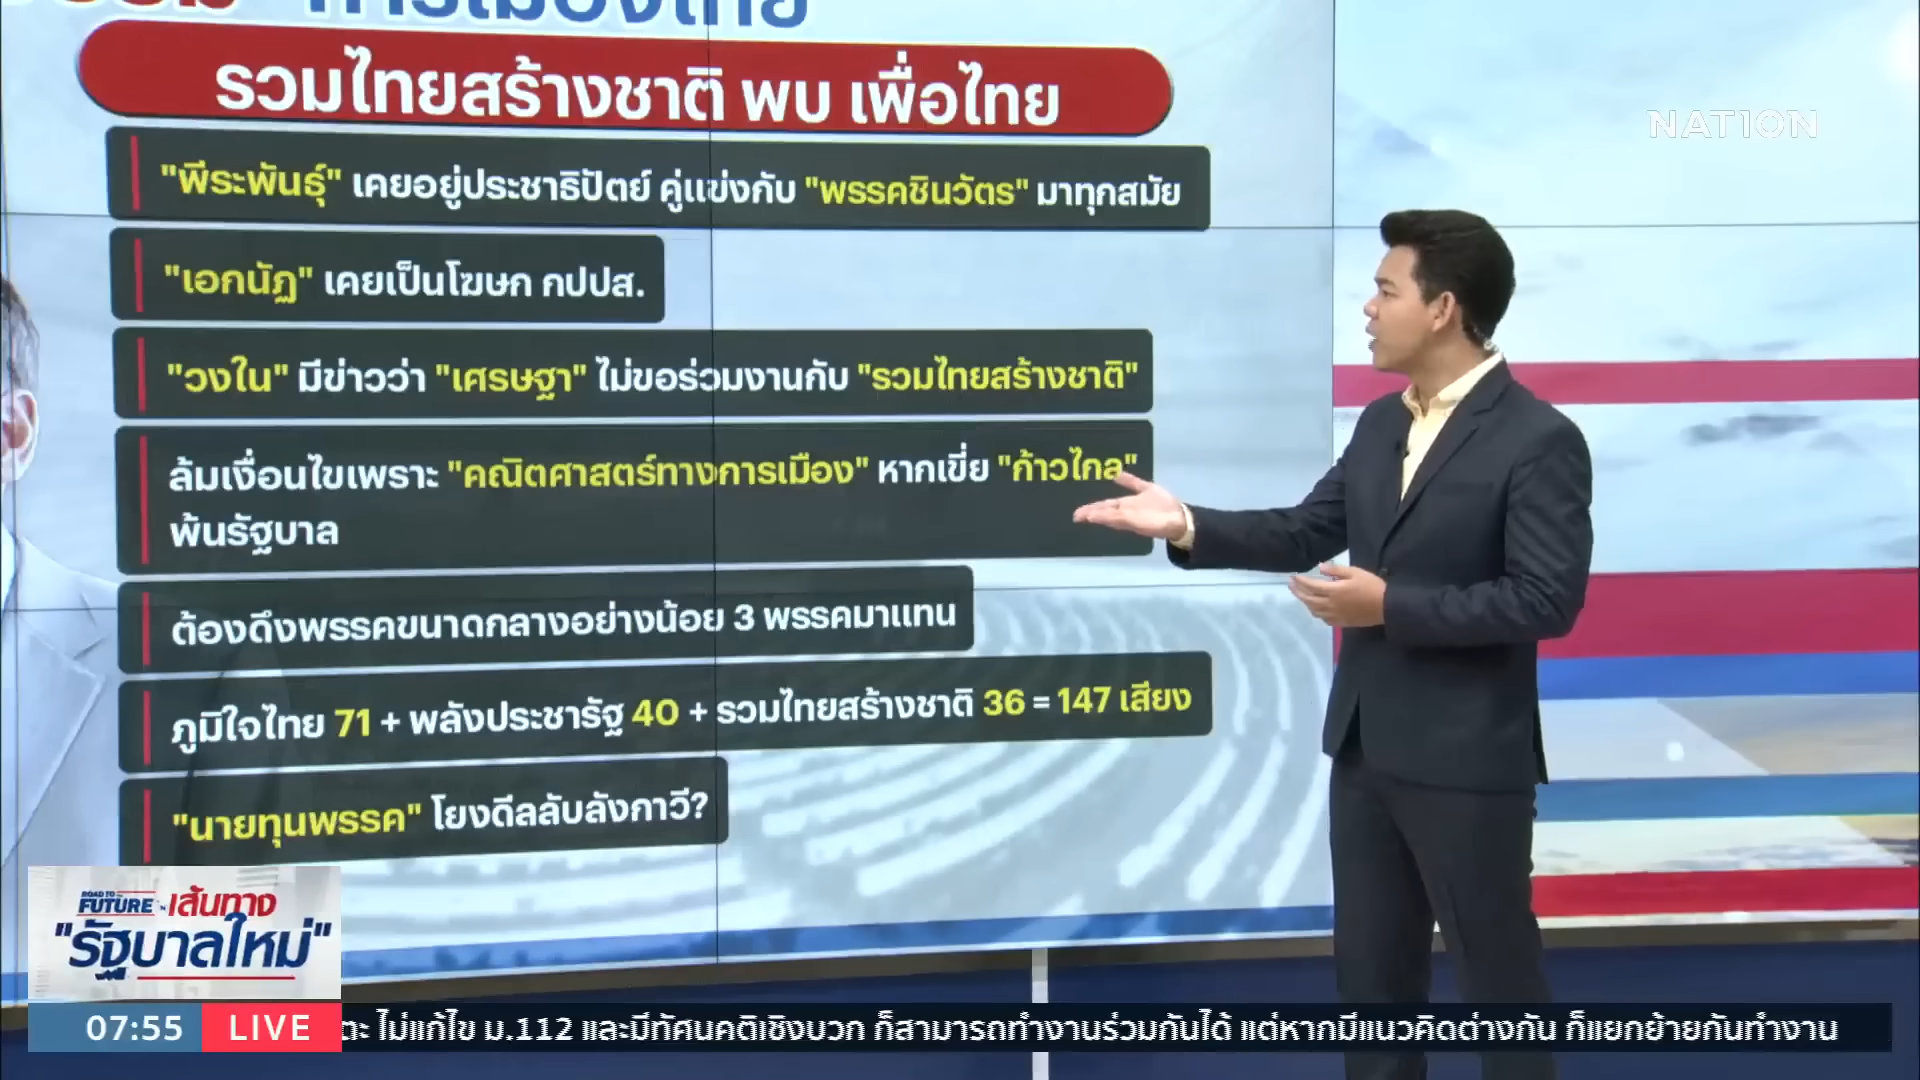 การเมืองไทย
รวมไทยสร้างชาติ พบ เพื่อไทย
NATION
"พีระพันธุ์" เคยอยู่ประชาธิปัตย์ คู่แข่งกับ "พรรคชินวัตร" มาทุกสมัย
"เอกนัฏ" เคยเป็นโฆษก กปปส.
"วงใน" มีข่าวว่า "เศรษฐา" ไม่ขอร่วมงานกับ "รวมไทยสร้างชาติ"
ล้มเงื่อนไขเพราะ "คณิตศาสตร์ทางการเมือง" หากเขี่ย "ก้าวไกล"
พ้นรัฐบาล
ต้องดึงพรรคขนาดกลางอย่างน้อย 3 พรรคมาแทน
ภูมิใจไทย 71 + พลังประชารัฐ 40 + รวมไทยสร้างชาติ 36 = 147 เสียง
"นายทุนพรรค" โยงดีลลับลังกาวี?
ROAD TO FUTURE เส้นทาง
"รัฐบาลใหม่"
07:55 LIVE ตะ ไม่แก้ไข ม.112 และมีทัศนคติเชิงบวก ก็สามารถทำงานร่วมกันได้ แต่หากมีแนวคิดต่างกัน ก็แยกย้ายกันทำงาน